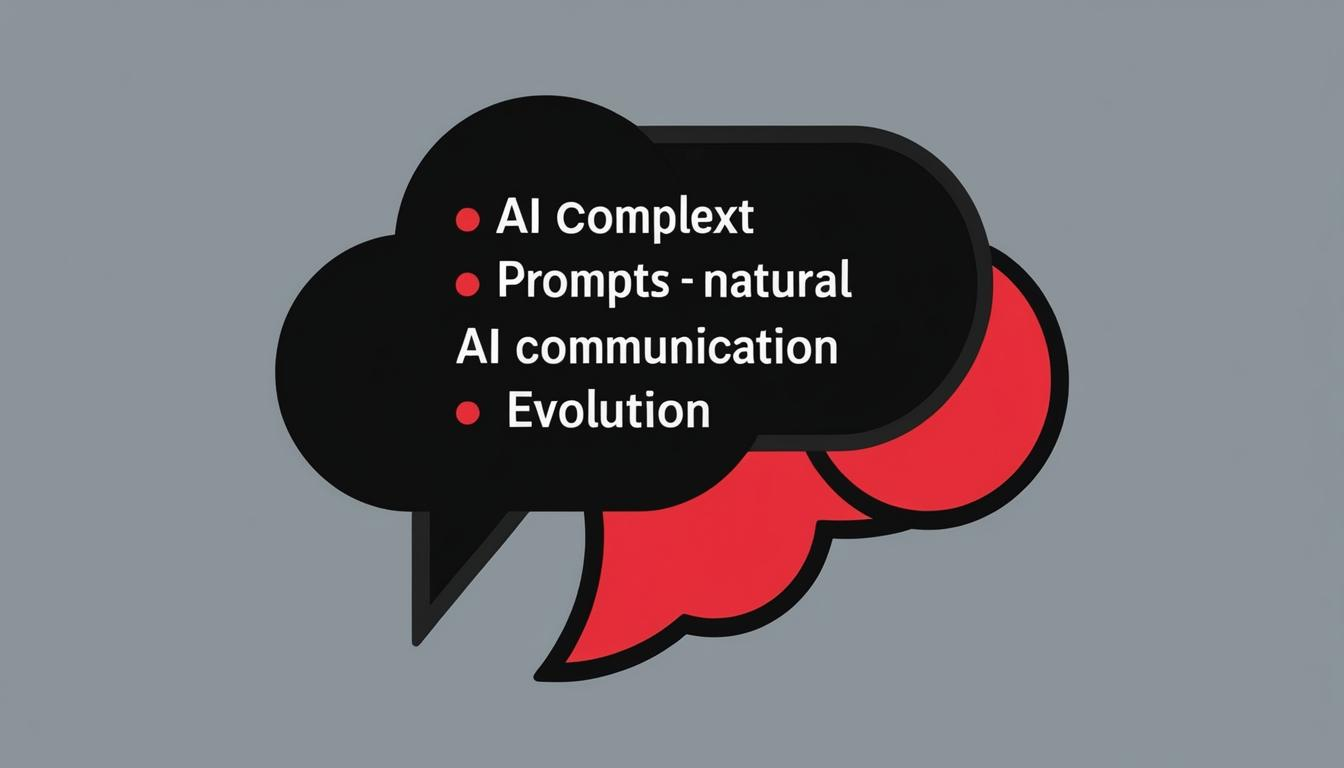 • AI Complext
• Prompts - natural
AI communication
• Evolution